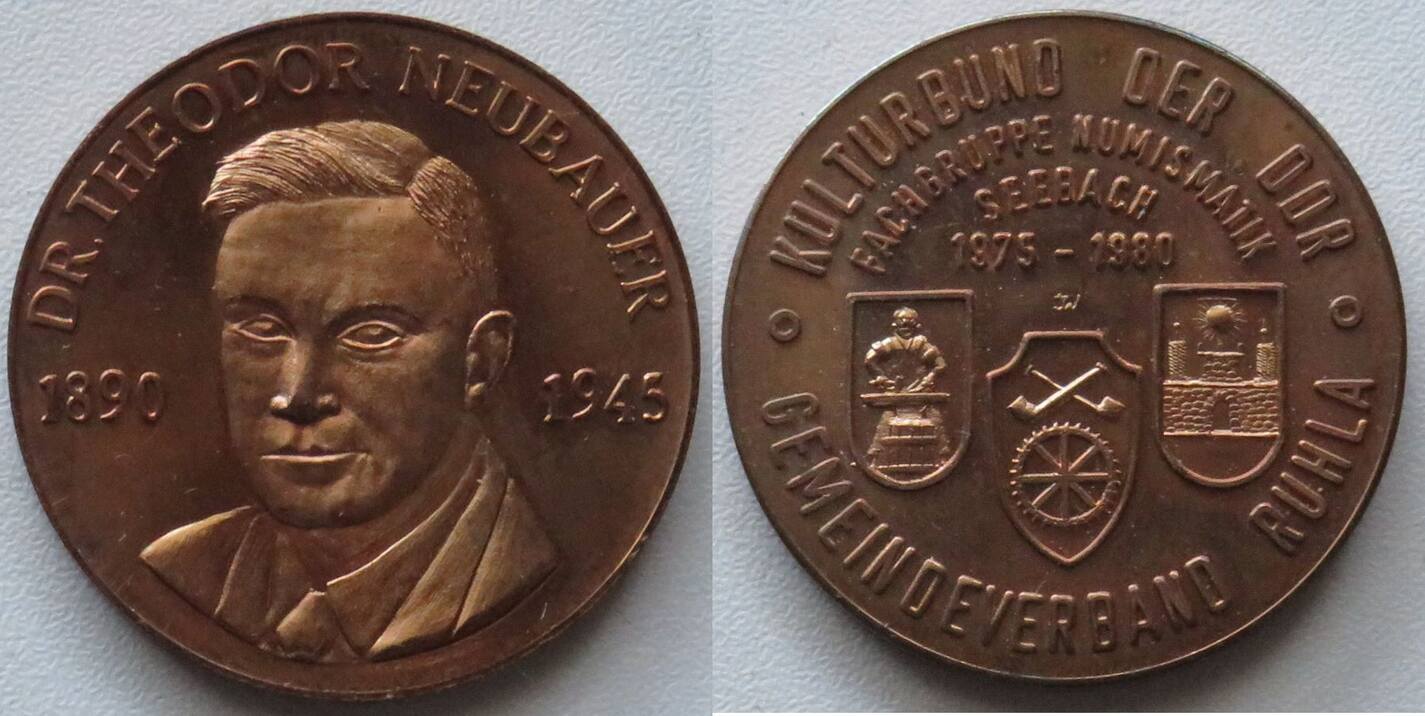 DR. THEODOR NEUBAUER
1890 1945
KULTURBUND DER DDR
FACHGRUPPE NUMISMATIK
SEEBACH
1975 - 1980
GEMEINDEVERBAND RUHLA